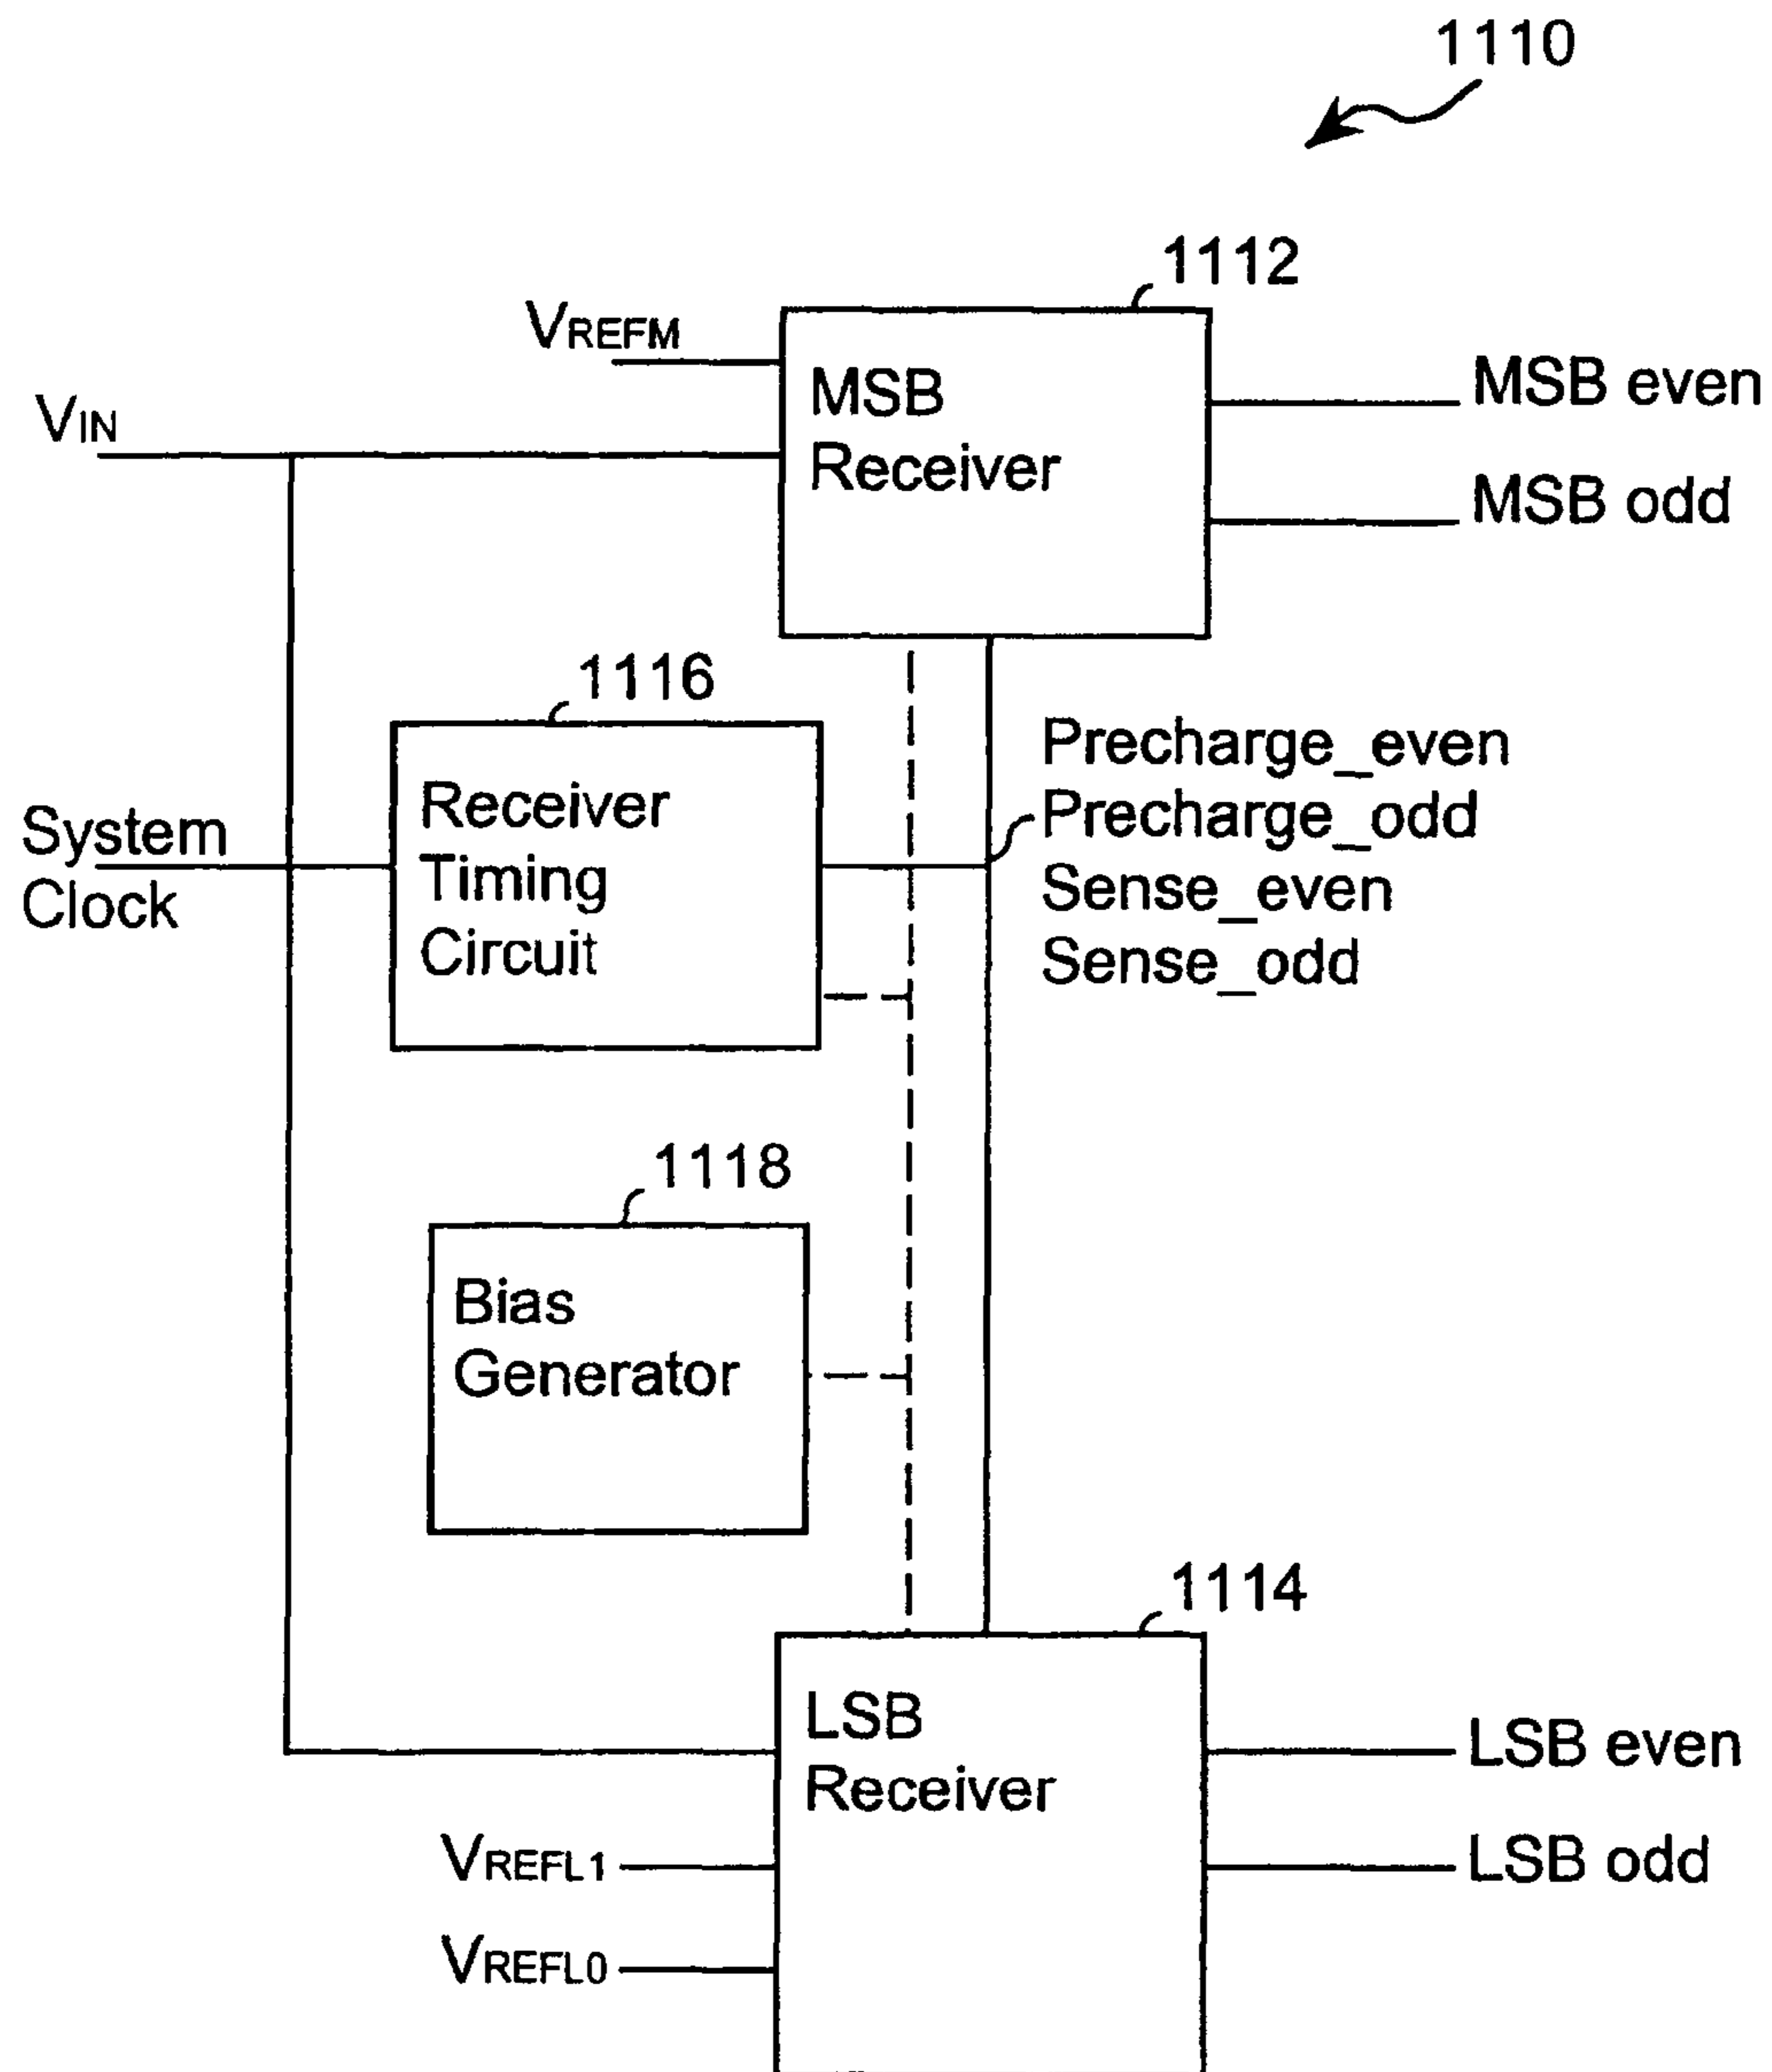 1110
1112
VREFM
MSB
Receiver
MSB even
VIN
MSB odd
1116
Receiver
Timing
Circuit
Precharge_even
Precharge_odd
Sense_even
Sense_odd
System
Clock
1118
Bias
Generator
1114
LSB
Receiver
LSB even
LSB odd
VREFL1
VREFL0